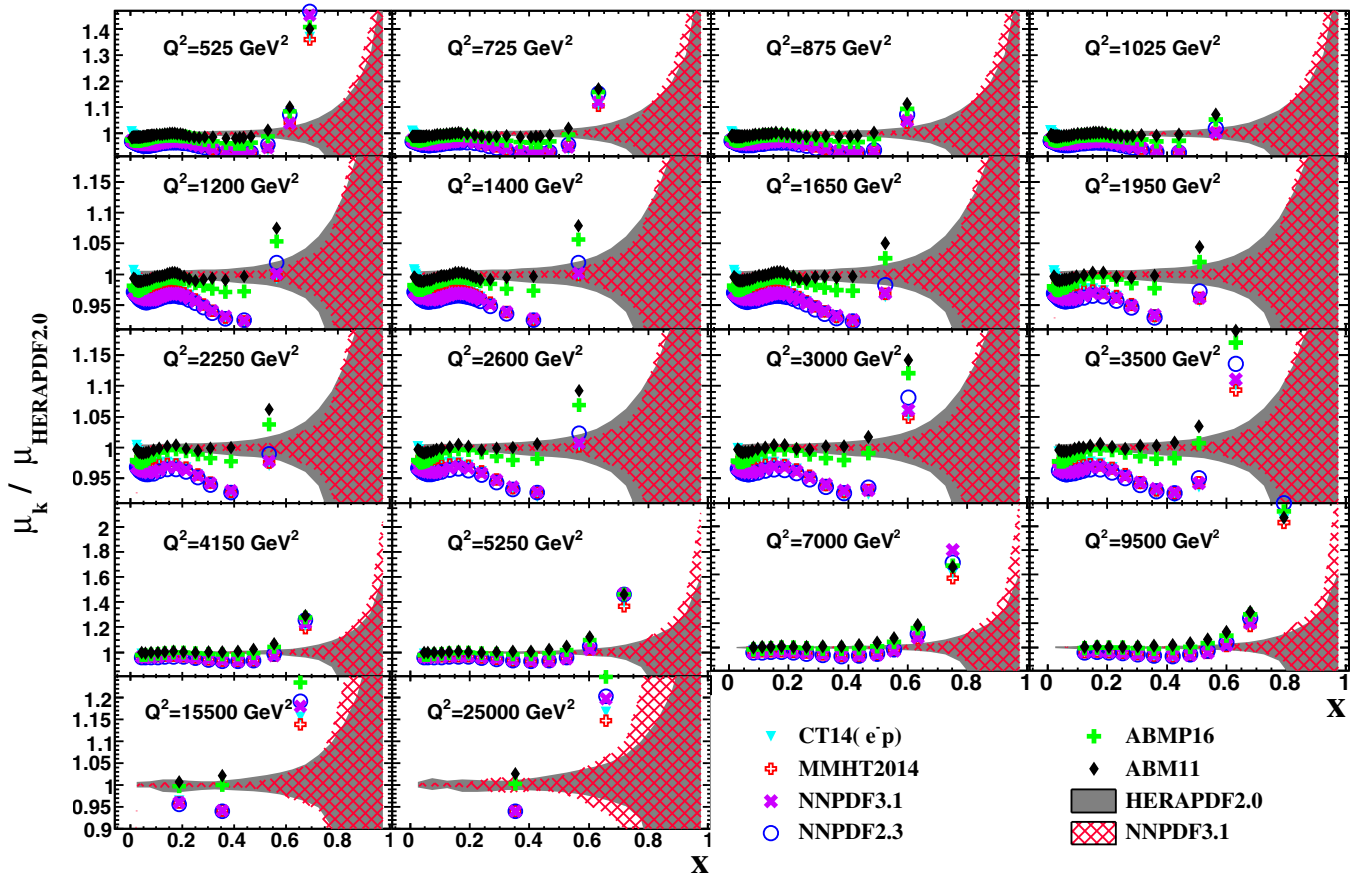 μ_k / μ_HERAPDF2.0
1.4
1.3
1.2
1.1
1
Q²=525 GeV²
Q²=725 GeV²
Q²=875 GeV²
Q²=1025 GeV²
1.15
1.1
1.05
1
0.95
Q²=1200 GeV²
Q²=1400 GeV²
Q²=1650 GeV²
Q²=1950 GeV²
1.15
1.1
1.05
1
0.95
Q²=2250 GeV²
Q²=2600 GeV²
Q²=3000 GeV²
Q²=3500 GeV²
2
1.8
1.6
1.4
1.2
1
Q²=4150 GeV²
Q²=5250 GeV²
Q²=7000 GeV²
Q²=9500 GeV²
0 0.2 0.4 0.6 0.8 1 0 0.2 0.4 0.6 0.8 1
x
1.2
1.15
1.1
1.05
1
0.95
0.9
Q²=15500 GeV²
Q²=25000 GeV²
0 0.2 0.4 0.6 0.8 0 0.2 0.4 0.6 0.8 1
x
CT14( e⁻p)
MMHT2014
NNPDF3.1
NNPDF2.3
ABMP16
ABM11
HERAPDF2.0
NNPDF3.1